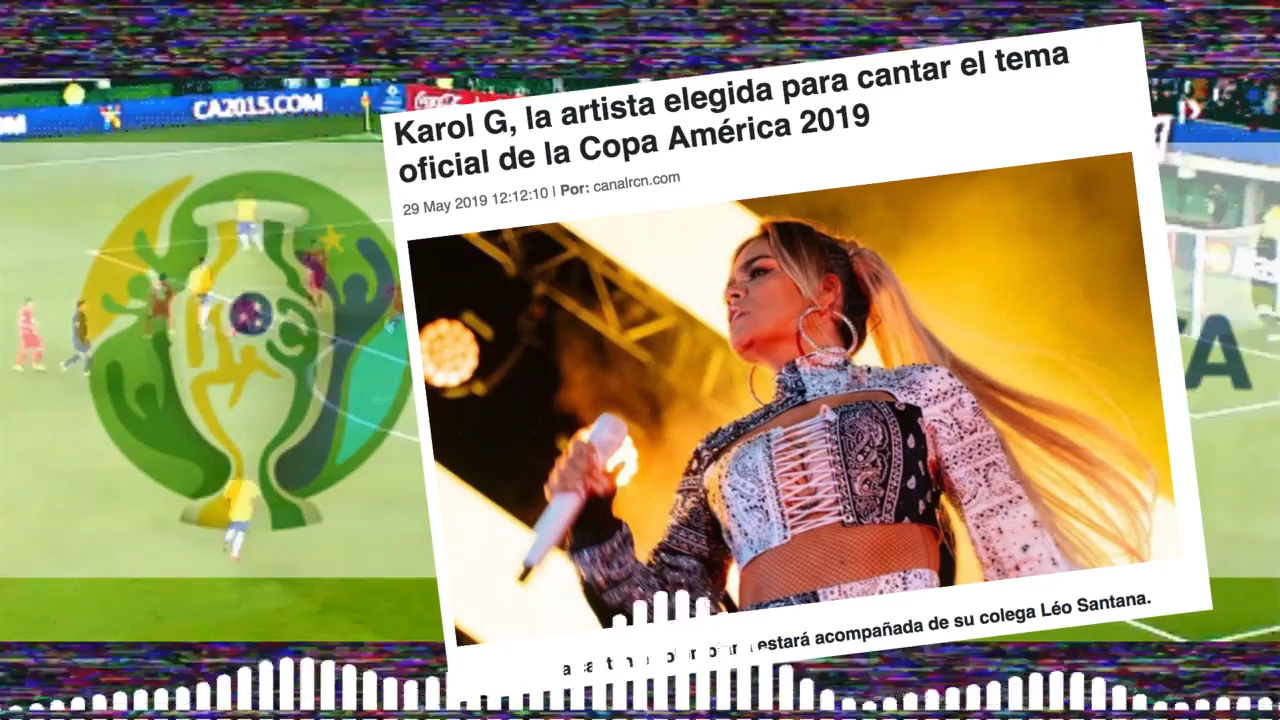 CA2015.COM
Karol G, la artista elegida para cantar el tema
oficial de la Copa América 2019
29 May 2019 12:12:10 | Por: canalrcn.com
estará acompañada de su colega Léo Santana.